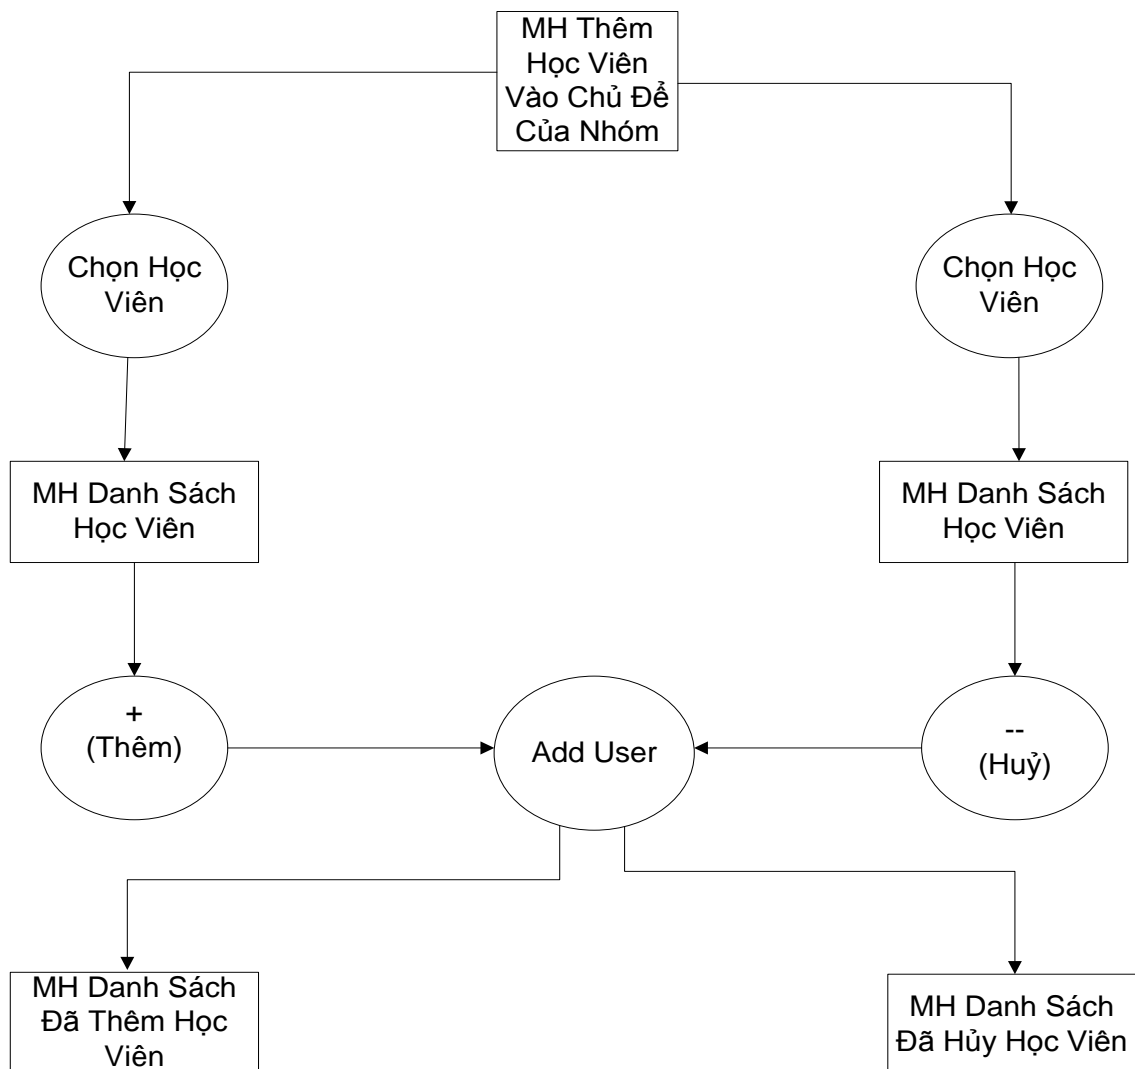 MH Thêm
Học Viên
Vào Chủ Để
Của Nhóm
Chọn Học
Viên
Chọn Học
Viên
MH Danh Sách
Học Viên
MH Danh Sách
Học Viên
+
(Thêm)
Add User
--
(Huỷ)
MH Danh Sách
Đã Thêm Học
Viên
MH Danh Sách
Đã Hủy Học Viên